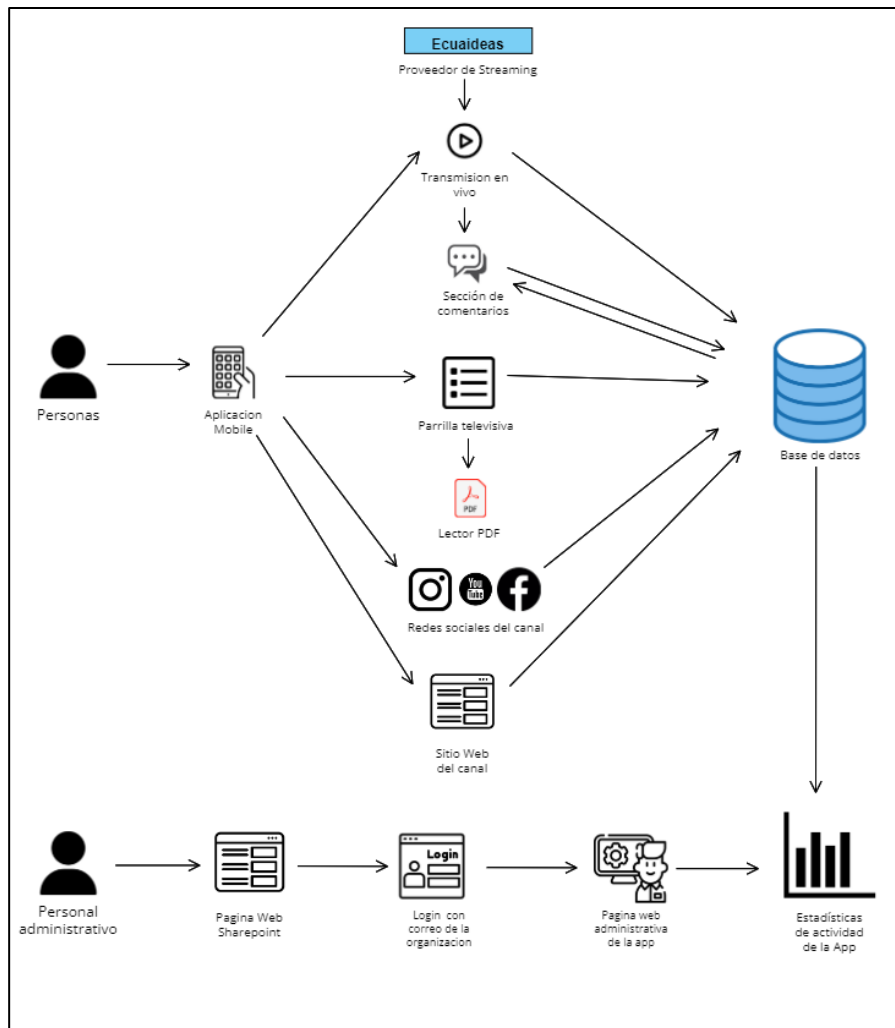 Ecuaideas
Proveedor de Streaming
Transmision en
vivo
Sección de
comentarios
Personas
Aplicacion
Mobile
Parrilla televisiva
Base de datos
PDF
Lector PDF
You
Tube
Redes sociales del canal
Sitio Web
del canal
Login
Personal
administrativo
Pagina Web
Sharepoint
Login con
correo de la
organizacion
Pagina web
administrativa
de la app
Estadísticas
de actividad
de la App